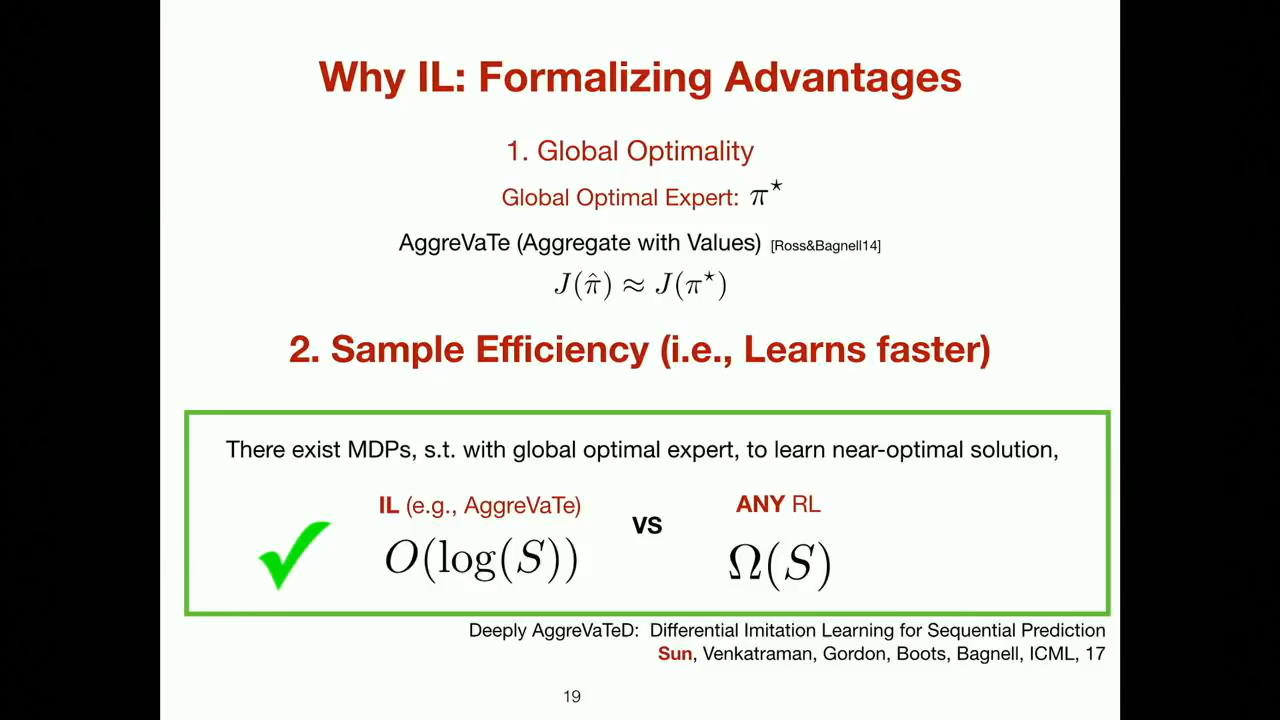 Why IL: Formalizing Advantages
1. Global Optimality
Global Optimal Expert: π⋆
AggreVaTe (Aggregate with Values) [Ross&Bagnell14]
J(π̂) ≈ J(π⋆)
2. Sample Efficiency (i.e., Learns faster)
There exist MDPs, s.t. with global optimal expert, to learn near-optimal solution,
IL (e.g., AggreVaTe) vs ANY RL
O(log(S)) Ω(S)
Deeply AggreVaTeD: Differential Imitation Learning for Sequential Prediction
Sun, Venkatraman, Gordon, Boots, Bagnell, ICML, 17
19